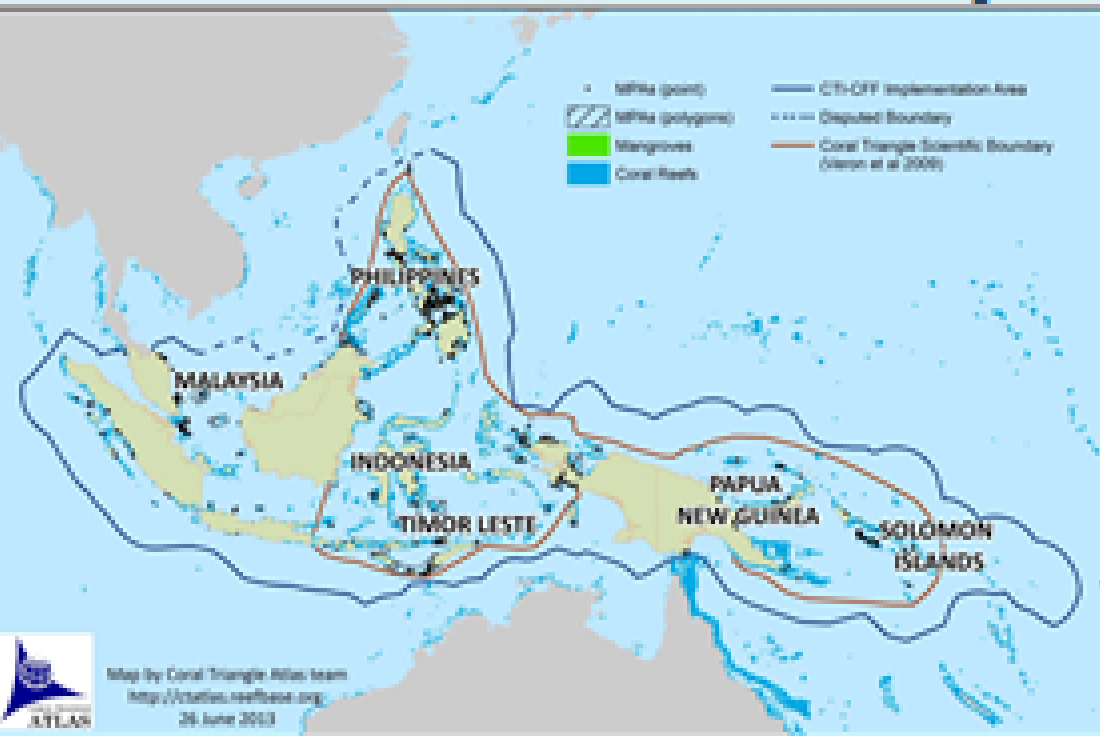 MPAs (point)
MPAs (polygons)
Mangroves
Coral Reefs
CTI-CFF Implementation Area
Disputed Boundary
Coral Triangle Scientific Boundary
(Veron et al 2009)
PHILIPPINES
MALAYSIA
INDONESIA
PAPUA
NEW GUINEA
TIMOR LESTE
SOLOMON
ISLANDS
Map by Coral Triangle Atlas team
http://ctatlas.reefbase.org
26 June 2013
ATLAS